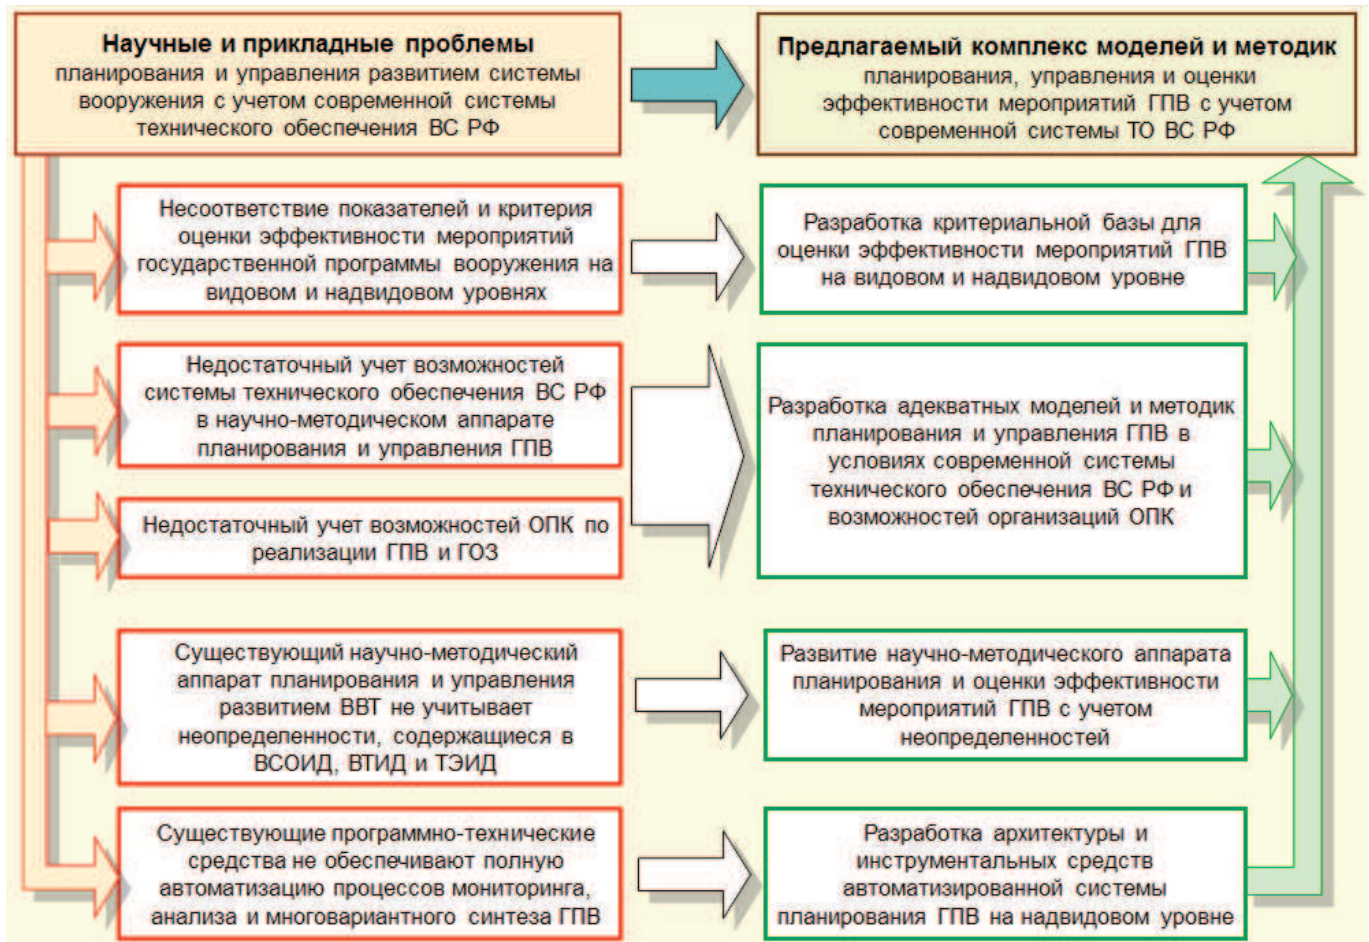 Научные и прикладные проблемы
планирования и управления развитием системы
вооружения с учетом современной системы
технического обеспечения ВС РФ
Предлагаемый комплекс моделей и методик
планирования, управления и оценки
эффективности мероприятий ГПВ с учетом
современной системы ТО ВС РФ
Несоответствие показателей и критерия
оценки эффективности мероприятий
государственной программы вооружения на
видовом и надвидовом уровнях
Разработка критериальной базы для
оценки эффективности мероприятий ГПВ
на видовом и надвидовом уровне
Недостаточный учет возможностей
системы технического обеспечения ВС РФ
в научно-методическом аппарате
планирования и управления ГПВ
Недостаточный учет возможностей ОПК по
реализации ГПВ и ГОЗ
Разработка адекватных моделей и методик
планирования и управления ГПВ в
условиях современной системы
технического обеспечения ВС РФ и
возможностей организаций ОПК
Существующий научно-методический
аппарат планирования и управления
развитием ВВТ не учитывает
неопределенности, содержащиеся в
ВСОИД, ВТИД и ТЭИД
Развитие научно-методического аппарата
планирования и оценки эффективности
мероприятий ГПВ с учетом
неопределенностей
Существующие программно-технические
средства не обеспечивают полную
автоматизацию процессов мониторинга,
анализа и многовариантного синтеза ГПВ
Разработка архитектуры и
инструментальных средств
автоматизированной системы
планирования ГПВ на надвидовом уровне